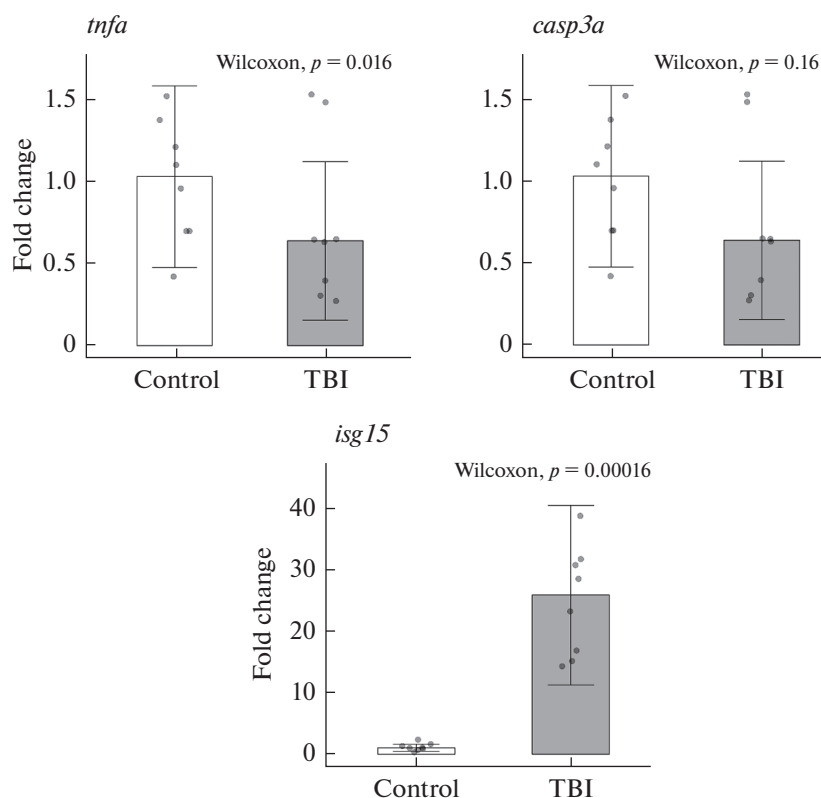 tnfa
Wilcoxon, p = 0.016
Fold change
1.5
1.0
0.5
0
Control
TBI
casp3a
Wilcoxon, p = 0.16
1.5
1.0
0.5
0
Control
TBI
isg15
Wilcoxon, p = 0.00016
Fold change
40
30
20
10
0
Control
TBI